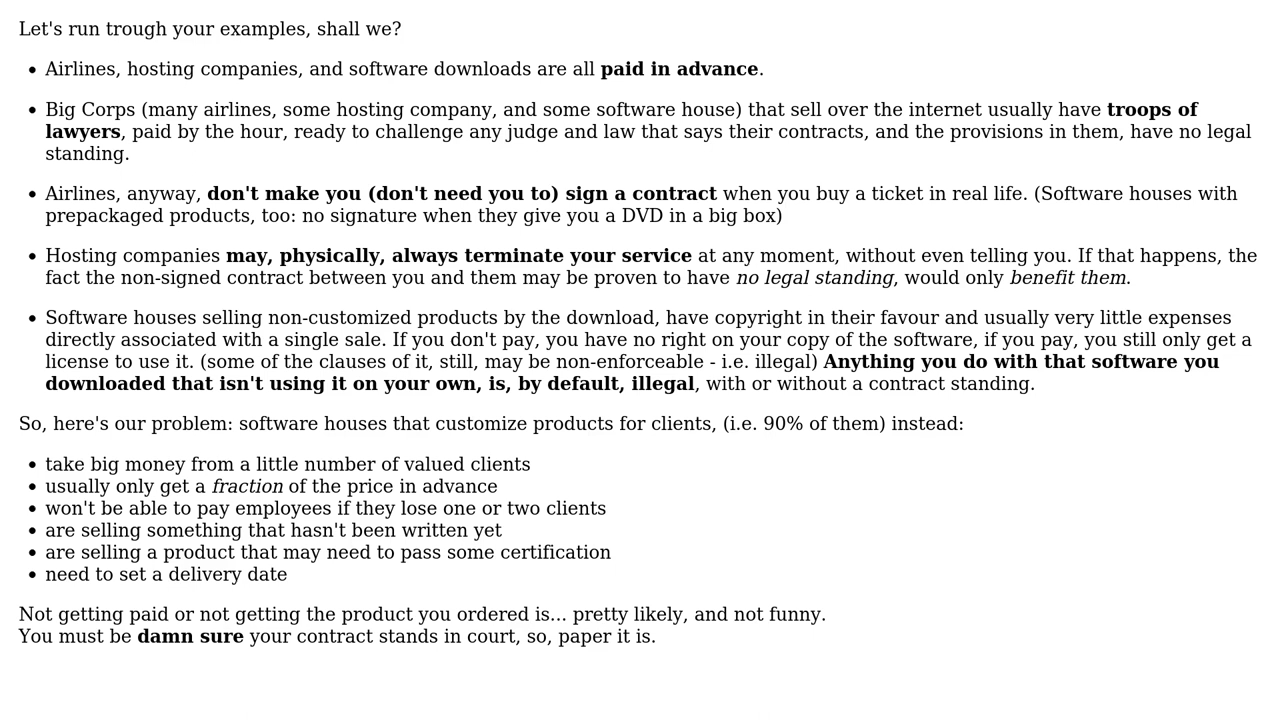 Let's run trough your examples, shall we?
• Airlines, hosting companies, and software downloads are all paid in advance.
• Big Corps (many airlines, some hosting company, and some software house) that sell over the internet usually have troops of
lawyers, paid by the hour, ready to challenge any judge and law that says their contracts, and the provisions in them, have no legal
standing.
• Airlines, anyway, don't make you (don't need you to) sign a contract when you buy a ticket in real life. (Software houses with
prepackaged products, too: no signature when they give you a DVD in a big box)
• Hosting companies may, physically, always terminate your service at any moment, without even telling you. If that happens, the
fact the non-signed contract between you and them may be proven to have no legal standing, would only benefit them.
• Software houses selling non-customized products by the download, have copyright in their favour and usually very little expenses
directly associated with a single sale. If you don't pay, you have no right on your copy of the software, if you pay, you still only get a
license to use it. (some of the clauses of it, still, may be non-enforceable - i.e. illegal) Anything you do with that software you
downloaded that isn't using it on your own, is, by default, illegal, with or without a contract standing.
So, here's our problem: software houses that customize products for clients, (i.e. 90% of them) instead:
• take big money from a little number of valued clients
• usually only get a fraction of the price in advance
• won't be able to pay employees if they lose one or two clients
• are selling something that hasn't been written yet
• are selling a product that may need to pass some certification
• need to set a delivery date
Not getting paid or not getting the product you ordered is... pretty likely, and not funny.
You must be damn sure your contract stands in court, so, paper it is.